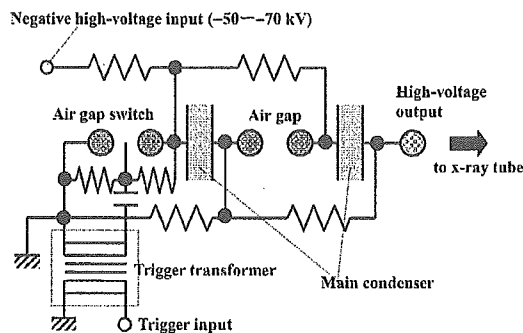 Negative high-voltage input (−50~−70 kV)
Air gap switch
Air gap
High-voltage
output
to x-ray tube
Trigger transformer
Main condenser
Trigger input